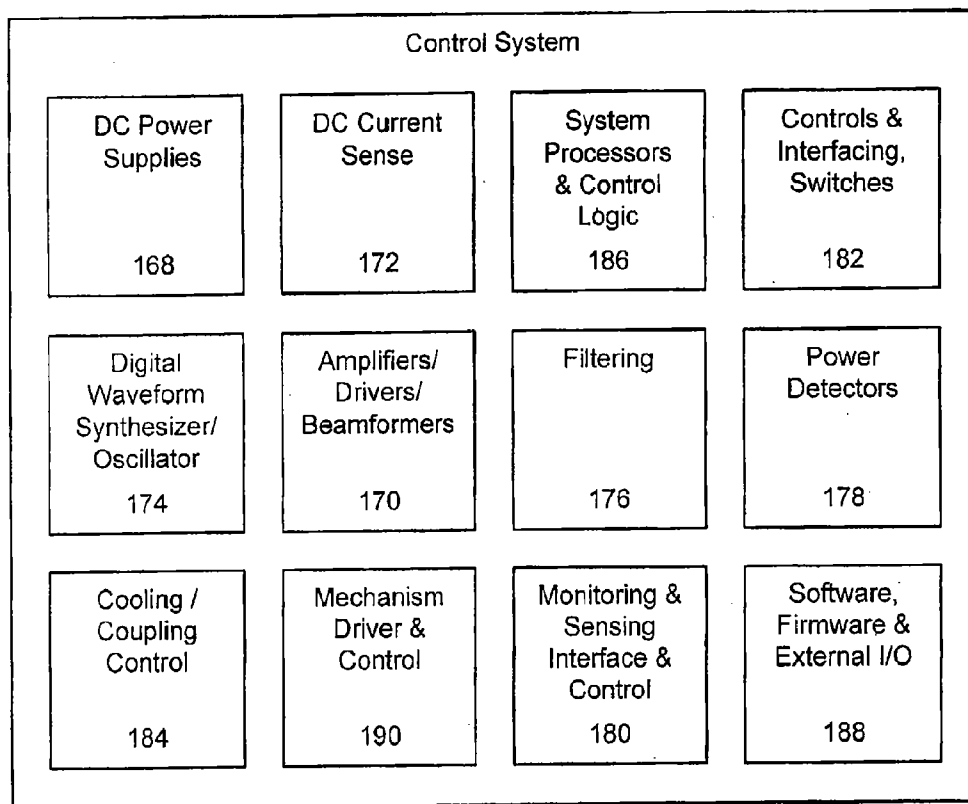 Control System
DC Power
Supplies
168
DC Current
Sense
172
System
Processors
& Control
Logic
186
Controls &
Interfacing,
Switches
182
Digital
Waveform
Synthesizer/
Oscillator
174
Amplifiers/
Drivers/
Beamformers
170
Filtering
176
Power
Detectors
178
Cooling /
Coupling
Control
184
Mechanism
Driver &
Control
190
Monitoring &
Sensing
Interface &
Control
180
Software,
Firmware &
External I/O
188